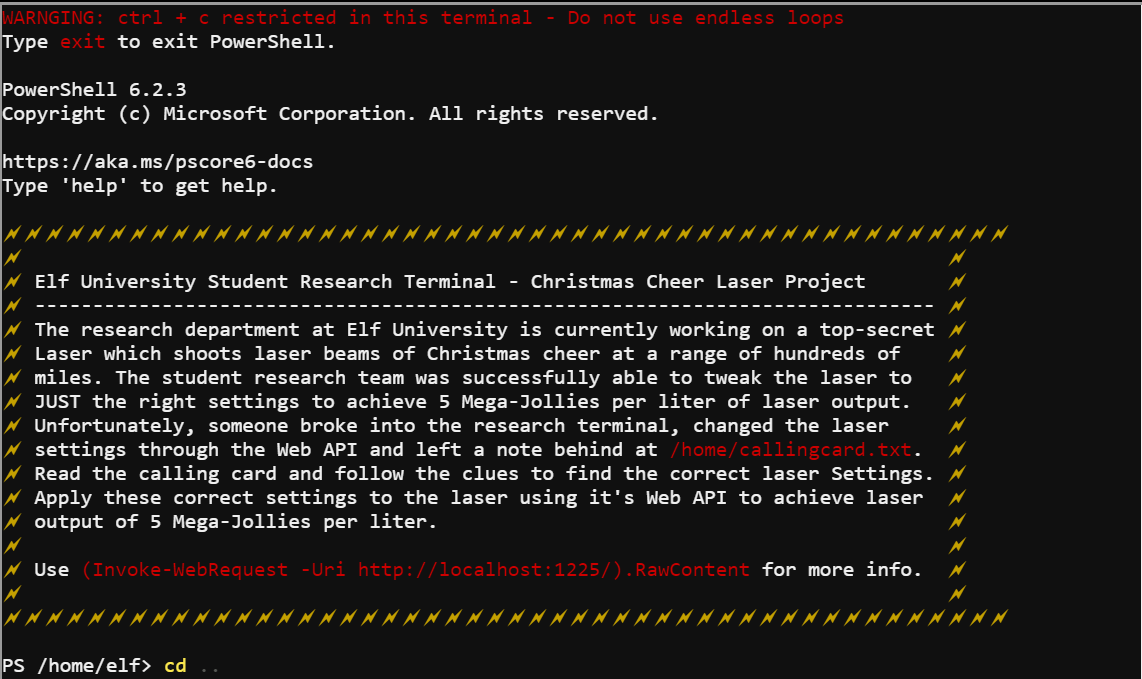 WARNGING: ctrl + c restricted in this terminal - Do not use endless loops
Type exit to exit PowerShell.
PowerShell 6.2.3
Copyright (c) Microsoft Corporation. All rights reserved.
https://aka.ms/pscore6-docs
Type 'help' to get help.
Elf University Student Research Terminal - Christmas Cheer Laser Project
------------------------------------------------------------------------------
The research department at Elf University is currently working on a top-secret
Laser which shoots laser beams of Christmas cheer at a range of hundreds of
miles. The student research team was successfully able to tweak the laser to
JUST the right settings to achieve 5 Mega-Jollies per liter of laser output.
Unfortunately, someone broke into the research terminal, changed the laser
settings through the Web API and left a note behind at /home/callingcard.txt.
Read the calling card and follow the clues to find the correct laser Settings.
Apply these correct settings to the laser using it's Web API to achieve laser
output of 5 Mega-Jollies per liter.
Use (Invoke-WebRequest -Uri http://localhost:1225/).RawContent for more info.
PS /home/elf> cd ..